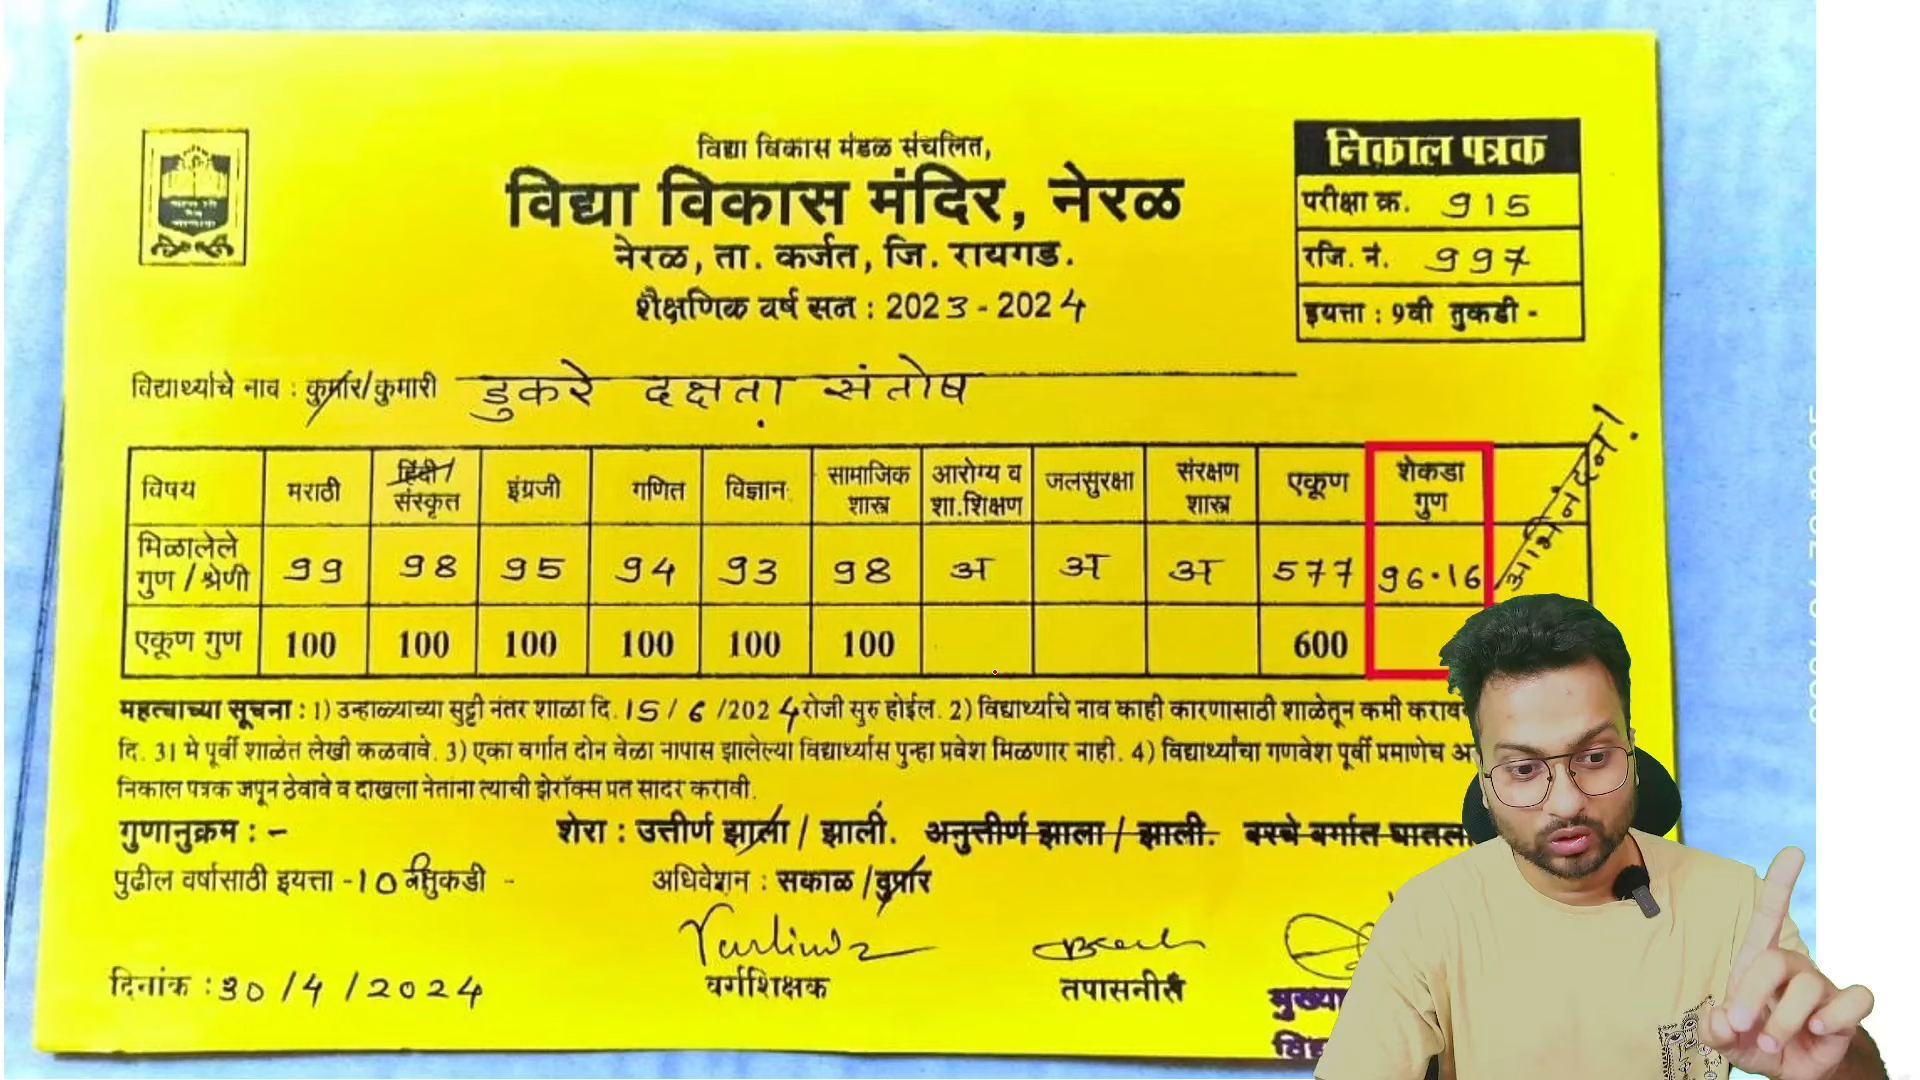 विद्या विकास मंडळ संचलित,
विद्या विकास मंदिर, नेरळ
नेरळ, ता. कर्जत, जि. रायगड.
शैक्षणिक वर्ष सन : 2023 - 2024
निकाल पत्रक
परीक्षा क्र. 915
रजि. नं. 997
इयत्ता : 9वी तुकडी -
विद्यार्थ्याचे नाव : कुमार/कुमारी डुकरे दक्षता संतोष
विषय मराठी हिंदी/संस्कृत इंग्रजी गणित विज्ञान सामाजिक शास्त्र आरोग्य व शा.शिक्षण जलसुरक्षा संरक्षण शास्त्र एकूण शेकडा गुण
मिळालेले गुण / श्रेणी 99 98 95 94 93 98 अ अ अ 577 96.16
अभिनंदन!
एकूण गुण 100 100 100 100 100 100 600
महत्वाच्या सूचना : 1) उन्हाळ्याच्या सुट्टी नंतर शाळा दि. 15 / 6 /2024 रोजी सुरु होईल. 2) विद्यार्थ्याचे नाव काही कारणासाठी शाळेतून कमी
दि. 31 मे पूर्वी शाळेत लेखी कळवावे. 3) एका वर्गात दोन वेळा नापास झालेल्या विद्यार्थ्यास पुन्हा प्रवेश मिळणार नाही. 4) विद्यार्थ्यांचा गणवेश पूर्वी प्रमाणेच
निकाल पत्रक जपून ठेवावे व दाखला नेतांना त्याची झेरॉक्स प्रत सादर करावी.
गुणानुक्रम : - शेरा : उत्तीर्ण झाला / झाली. अनुत्तीर्ण झाला / झाली. वरचे वर्गात
पुढील वर्षासाठी इयत्ता - 10 वी तुकडी - अधिवेशन : सकाळ / दुपार
दिनांक : 30 / 4 / 2024 वर्गशिक्षक तपासनीस